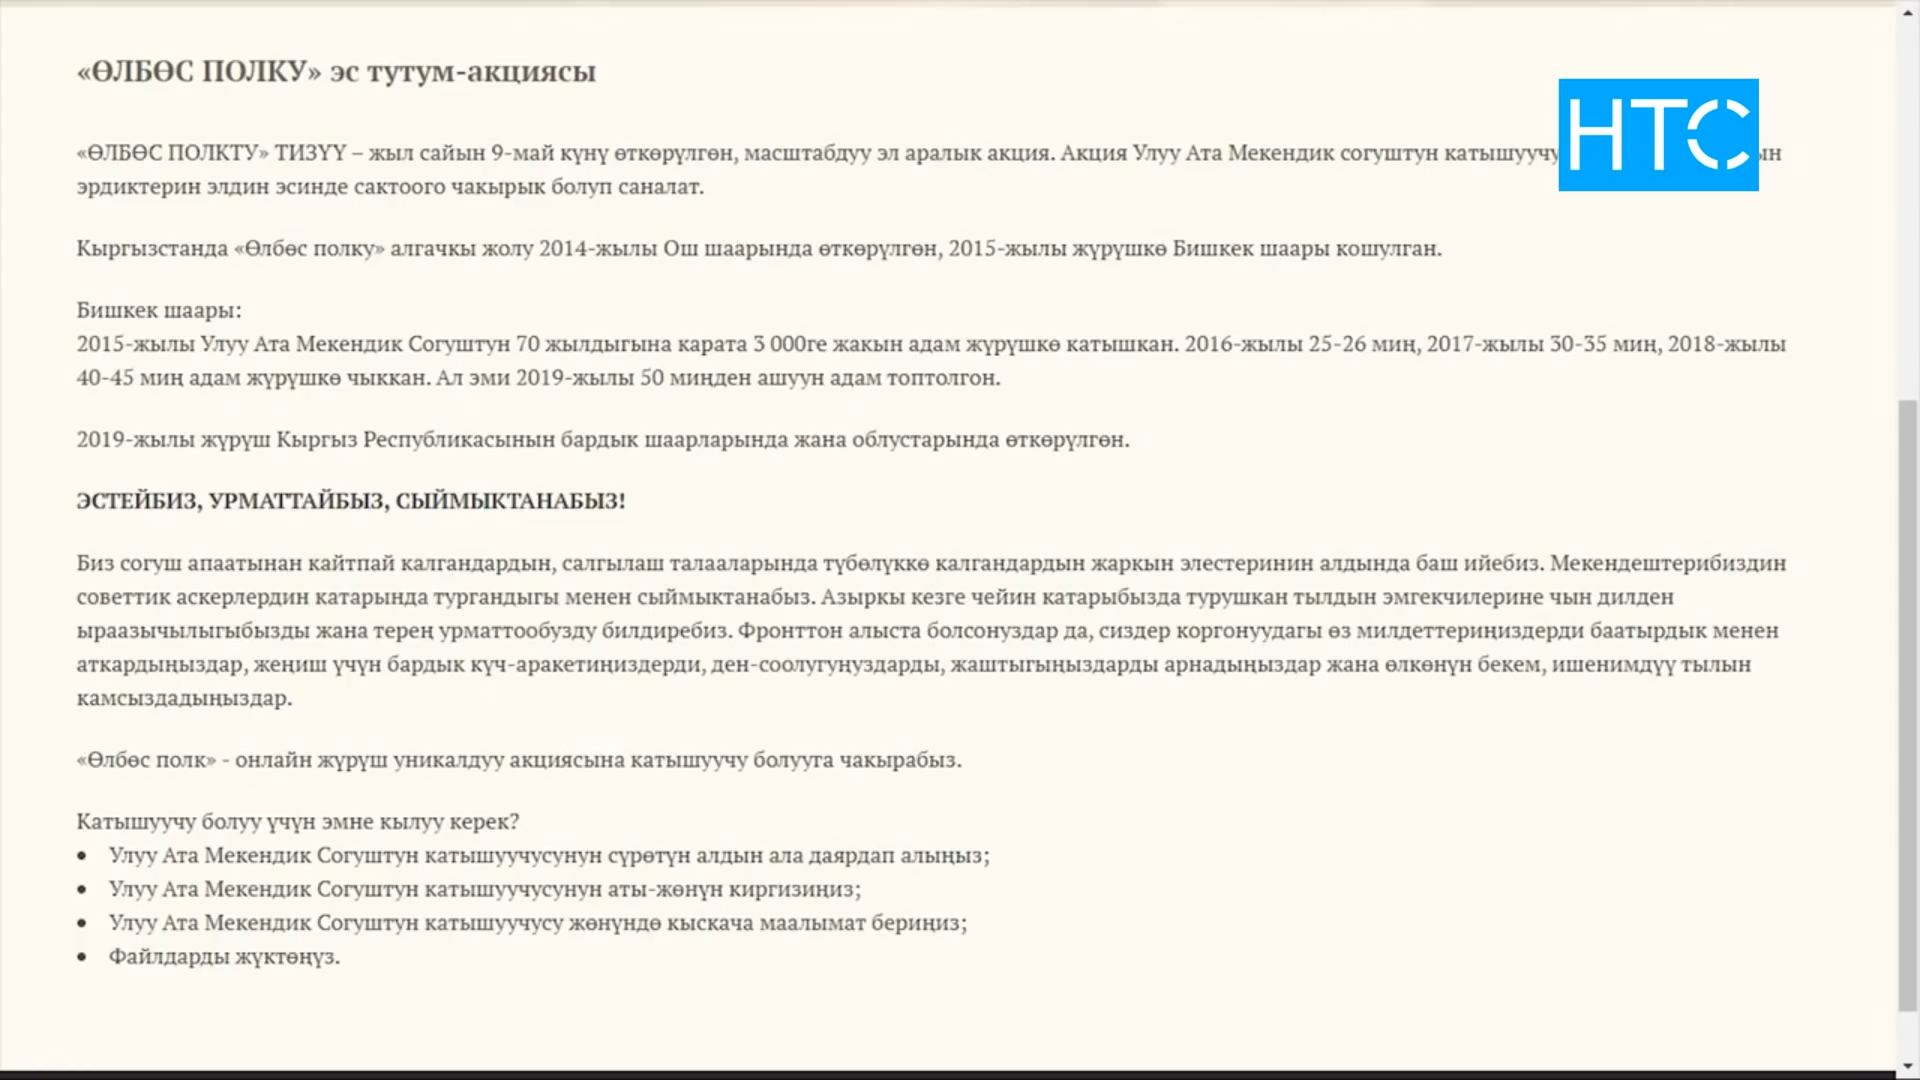 «ӨЛБӨС ПОЛКУ» эс тутум-акциясы
НТС
«ӨЛБӨС ПОЛКТУ» ТИЗҮҮ – жыл сайын 9-май күнү өткөрүлгөн, масштабдуу эл аралык акция. Акция Улуу Ата Мекендик согуштун
эрдиктерин элдин эсинде сактоого чакырык болуп саналат.
Кыргызстанда «Өлбөс полку» алгачкы жолу 2014-жылы Ош шаарында өткөрүлгөн, 2015-жылы жүрүшкө Бишкек шаары кошулган.
Бишкек шаары:
2015-жылы Улуу Ата Мекендик Согуштун 70 жылдыгына карата 3 000ге жакын адам жүрүшкө катышкан. 2016-жылы 25-26 миң, 2017-жылы 30-35 миң, 2018-жылы
40-45 миң адам жүрүшкө чыккан. Ал эми 2019-жылы 50 миңден ашуун адам топтолгон.
2019-жылы жүрүш Кыргыз Республикасынын бардык шаарларында жана облустарында өткөрүлгөн.
ЭСТЕЙБИЗ, УРМАТТАЙБЫЗ, СЫЙМЫКТАНАБЫЗ!
Биз согуш апаатынан кайтпай калгандардын, салгылаш талааларында түбөлүккө калгандардын жаркын элестеринин алдында баш ийебиз. Мекендештерибиздин
советтик аскерлердин катарында тургандыгы менен сыймыктанабыз. Азыркы кезге чейин катарыбызда турушкан тылдын эмгекчилерине чын дилден
ыраазычылыгыбызды жана терең урматтообузду билдиребиз. Фронттон алыста болсонуздар да, сиздер коргонуудагы өз милдеттериңиздерди баатырдык менен
аткардыңыздар, жеңиш үчүн бардык күч-аракетиңиздерди, ден-соолугуңуздарды, жаштыгыңыздарды арнадыңыздар жана өлкөнүн бекем, ишенимдүү тылын
камсыздадыңыздар.
«Өлбөс полк» - онлайн жүрүш уникалдуу акциясына катышуучу болууга чакырабыз.
Катышуучу болуу үчүн эмне кылуу керек?
• Улуу Ата Мекендик Согуштун катышуучусунун сүрөтүн алдын ала даярдап алыңыз;
• Улуу Ата Мекендик Согуштун катышуучусунун аты-жөнүн киргизиңиз;
• Улуу Ата Мекендик Согуштун катышуучусу жөнүндө кыскача маалымат бериңиз;
• Файлдарды жүктөңүз.